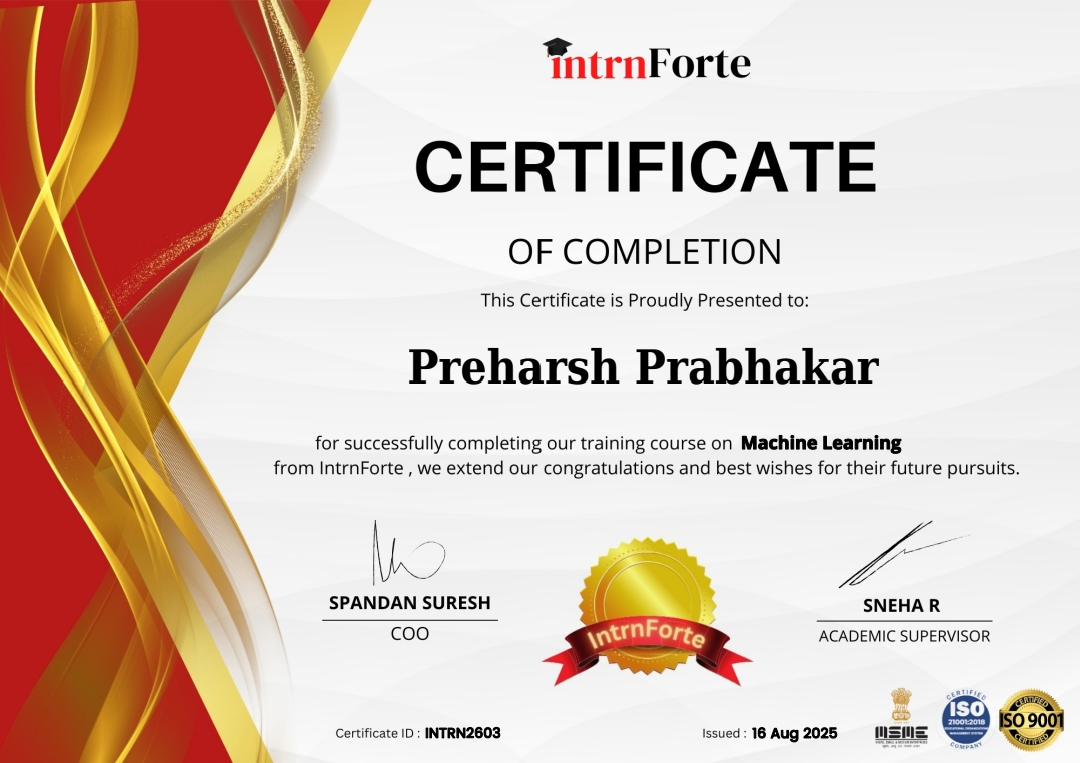 intrnForte
CERTIFICATE
OF COMPLETION
This Certificate is Proudly Presented to:
Preharsh Prabhakar
for successfully completing our training course on Machine Learning
from IntrnForte , we extend our congratulations and best wishes for their future pursuits.
SPANDAN SURESH
COO
IntrnForte
SNEHA R
ACADEMIC SUPERVISOR
Certificate ID : INTRN2603
Issued : 16 Aug 2025
MSME
CERTIFIED
ISO
21001:2018
COMPANY
CERTIFIED
ISO 9001
CERTIFIED